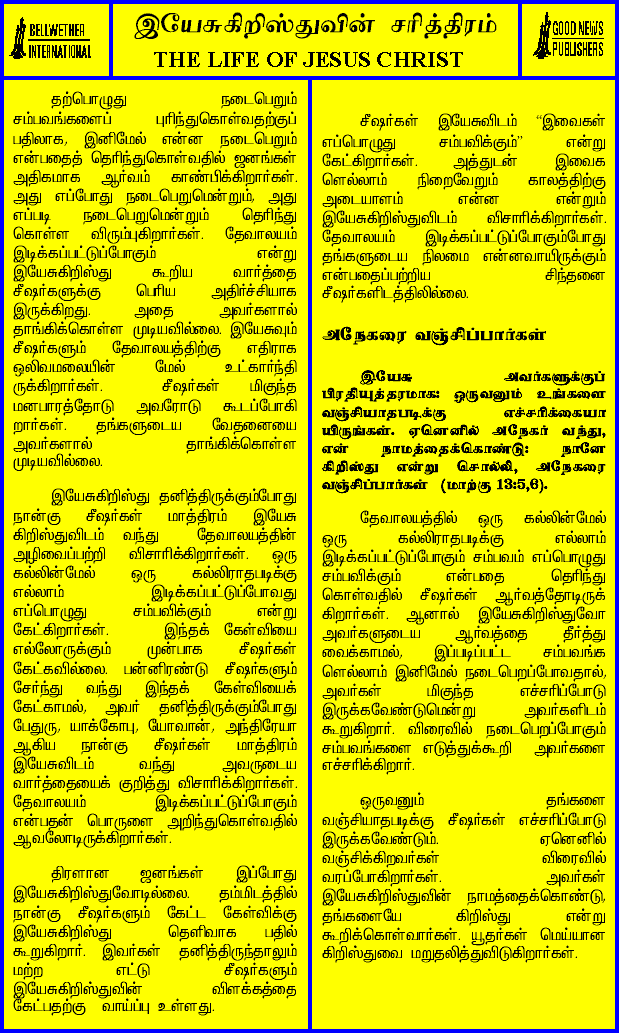 BELLWETHER
INTERNATIONAL
இயேசுகிறிஸ்துவின் சரித்திரம்
THE LIFE OF JESUS CHRIST
GOOD NEWS
PUBLISHERS
தற்பொழுது நடைபெறும்
சம்பவங்களைப் புரிந்துகொள்வதற்குப்
பதிலாக, இனிமேல் என்ன நடைபெறும்
என்பதைத் தெரிந்துகொள்வதில் ஜனங்கள்
அதிகமாக ஆர்வம் காண்பிக்கிறார்கள்.
அது எப்போது நடைபெறுமென்றும், அது
எப்படி நடைபெறுமென்றும் தெரிந்து
கொள்ள விரும்புகிறார்கள். தேவாலயம்
இடிக்கப்பட்டுப்போகும் என்று
இயேசுகிறிஸ்து கூறிய வார்த்தை
சீஷர்களுக்கு பெரிய அதிர்ச்சியாக
இருக்கிறது. அதை அவர்களால்
தாங்கிக்கொள்ள முடியவில்லை. இயேசுவும்
சீஷர்களும் தேவாலயத்திற்கு எதிராக
ஒலிவமலையின் மேல் உட்கார்ந்தி
ருக்கிறார்கள். சீஷர்கள் மிகுந்த
மனபாரத்தோடு அவரோடு கூடப்போகி
றார்கள். தங்களுடைய வேதனையை
அவர்களால் தாங்கிக்கொள்ள
முடியவில்லை.
இயேசுகிறிஸ்து தனித்திருக்கும்போது
நான்கு சீஷர்கள் மாத்திரம் இயேசு
கிறிஸ்துவிடம் வந்து தேவாலயத்தின்
அழிவைப்பற்றி விசாரிக்கிறார்கள். ஒரு
கல்லின்மேல் ஒரு கல்லிராதபடிக்கு
எல்லாம் இடிக்கப்பட்டுப்போவது
எப்பொழுது சம்பவிக்கும் என்று
கேட்கிறார்கள். இந்தக் கேள்வியை
எல்லோருக்கும் முன்பாக சீஷர்கள்
கேட்கவில்லை. பன்னிரண்டு சீஷர்களும்
சேர்ந்து வந்து இந்தக் கேள்வியைக்
கேட்காமல், அவர் தனித்திருக்கும்போது
பேதுரு, யாக்கோபு, யோவான், அந்திரேயா
ஆகிய நான்கு சீஷர்கள் மாத்திரம்
இயேசுவிடம் வந்து அவருடைய
வார்த்தையைக் குறித்து விசாரிக்கிறார்கள்.
தேவாலயம் இடிக்கப்பட்டுப்போகும்
என்பதன் பொருளை அறிந்துகொள்வதில்
ஆவலோடிருக்கிறார்கள்.
திரளான ஜனங்கள் இப்போது
இயேசுகிறிஸ்துவோடில்லை. தம்மிடத்தில்
நான்கு சீஷர்களும் கேட்ட கேள்விக்கு
இயேசுகிறிஸ்து தெளிவாக பதில்
கூறுகிறார். இவர்கள் தனித்திருந்தாலும்
மற்ற எட்டு சீஷர்களும்
இயேசுகிறிஸ்துவின் விளக்கத்தை
கேட்பதற்கு வாய்ப்பு உள்ளது.
சீஷர்கள் இயேசுவிடம் “இவைகள்
எப்பொழுது சம்பவிக்கும்” என்று
கேட்கிறார்கள். அத்துடன் இவைக
ளெல்லாம் நிறைவேறும் காலத்திற்கு
அடையாளம் என்ன என்றும்
இயேசுகிறிஸ்துவிடம் விசாரிக்கிறார்கள்.
தேவாலயம் இடிக்கப்பட்டுப்போகும்போது
தங்களுடைய நிலமை என்னவாயிருக்கும்
என்பதைப்பற்றிய சிந்தனை
சீஷர்களிடத்திலில்லை.
அநேகரை வஞ்சிப்பார்கள்
இயேசு அவர்களுக்குப்
பிரதியுத்தரமாக: ஒருவனும் உங்களை
வஞ்சியாதபடிக்கு எச்சரிக்கையா
யிருங்கள். ஏனெனில் அநேகர் வந்து,
என் நாமத்தைக்கொண்டு: நானே
கிறிஸ்து என்று சொல்லி, அநேகரை
வஞ்சிப்பார்கள் (மாற்கு 13:5,6).
தேவாலயத்தில் ஒரு கல்லின்மேல்
ஒரு கல்லிராதபடிக்கு எல்லாம்
இடிக்கப்பட்டுப்போகும் சம்பவம் எப்பொழுது
சம்பவிக்கும் என்பதை தெரிந்து
கொள்வதில் சீஷர்கள் ஆர்வத்தோடிருக்
கிறார்கள். ஆனால் இயேசுகிறிஸ்துவோ
அவர்களுடைய ஆர்வத்தை தீர்த்து
வைக்காமல், இப்படிப்பட்ட சம்பவங்க
ளெல்லாம் இனிமேல் நடைபெறப்போவதால்,
அவர்கள் மிகுந்த எச்சரிப்போடு
இருக்கவேண்டுமென்று அவர்களிடம்
கூறுகிறார். விரைவில் நடைபெறப்போகும்
சம்பவங்களை எடுத்துக்கூறி அவர்களை
எச்சரிக்கிறார்.
ஒருவனும் தங்களை
வஞ்சியாதபடிக்கு சீஷர்கள் எச்சரிப்போடு
இருக்கவேண்டும். ஏனெனில்
வஞ்சிக்கிறவர்கள் விரைவில்
வரப்போகிறார்கள். அவர்கள்
இயேசுகிறிஸ்துவின் நாமத்தைக்கொண்டு,
தங்களையே கிறிஸ்து என்று
கூறிக்கொள்வார்கள். யூதர்கள் மெய்யான
கிறிஸ்துவை மறுதலித்துவிடுகிறார்கள்.